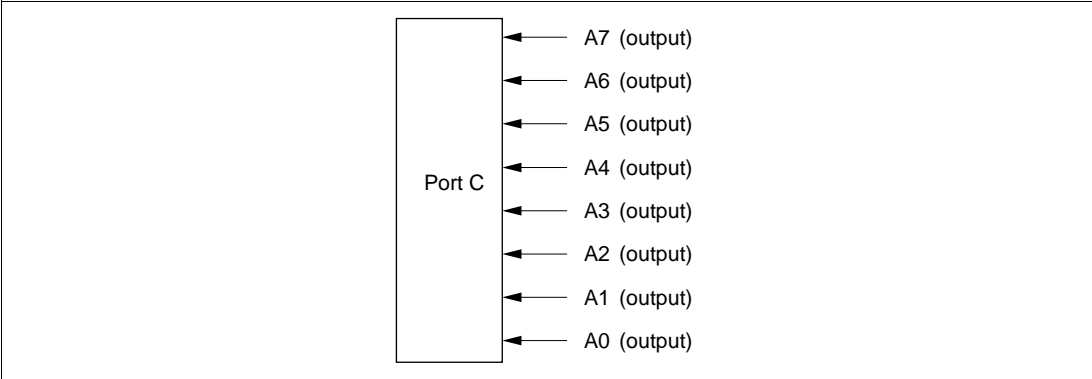 A7 (output)
A6 (output)
A5 (output)
A4 (output)
Port C
A3 (output)
A2 (output)
A1 (output)
A0 (output)